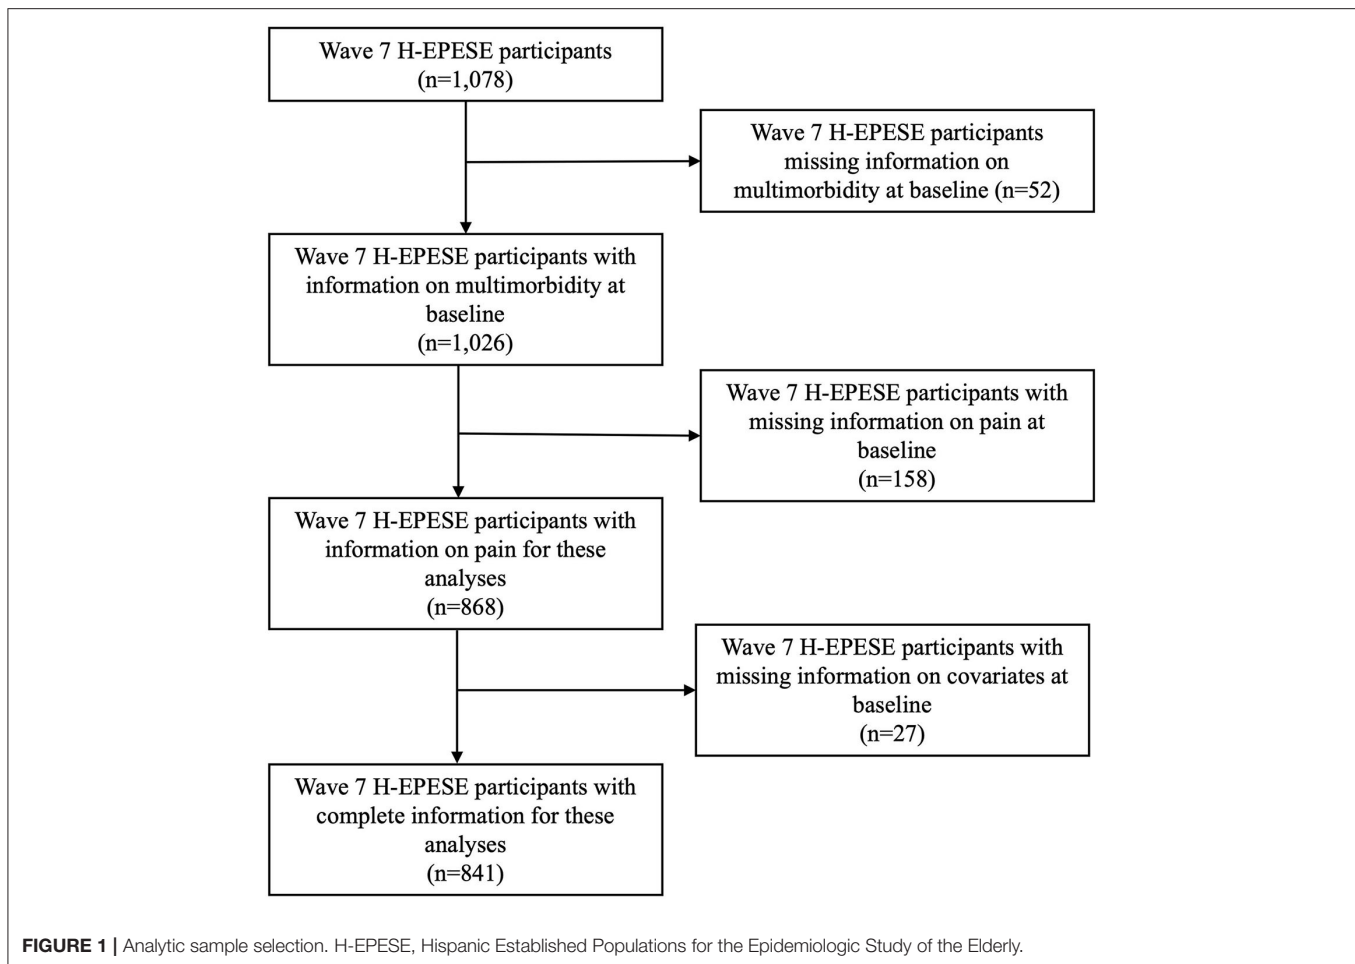 Wave 7 H-EPESE participants
(n=1,078)
Wave 7 H-EPESE participants
missing information on
multimorbidity at baseline (n=52)
Wave 7 H-EPESE participants with
information on multimorbidity at
baseline
(n=1,026)
Wave 7 H-EPESE participants with
missing information on pain at
baseline
(n=158)
Wave 7 H-EPESE participants with
information on pain for these
analyses
(n=868)
Wave 7 H-EPESE participants with
missing information on covariates at
baseline
(n=27)
Wave 7 H-EPESE participants with
complete information for these
analyses
(n=841)
FIGURE 1 | Analytic sample selection. H-EPESE, Hispanic Established Populations for the Epidemiologic Study of the Elderly.